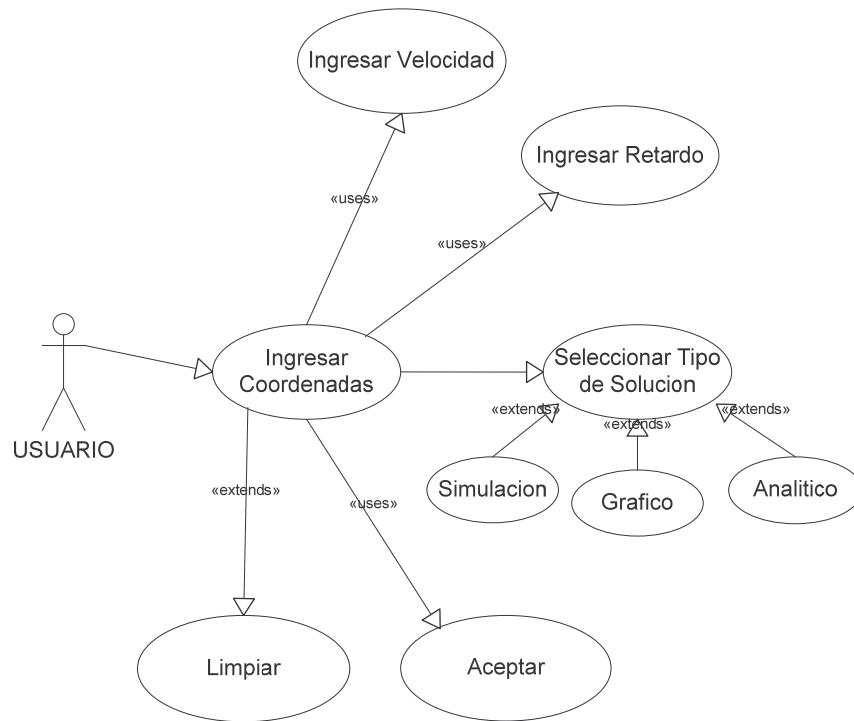 Ingresar Velocidad
Ingresar Retardo
«uses»
«uses»
Ingresar
Coordenadas
Seleccionar Tipo
de Solucion
USUARIO
«extends»
«extends»
«extends»
Simulacion
Grafico
Analitico
«extends»
«uses»
Limpiar
Aceptar